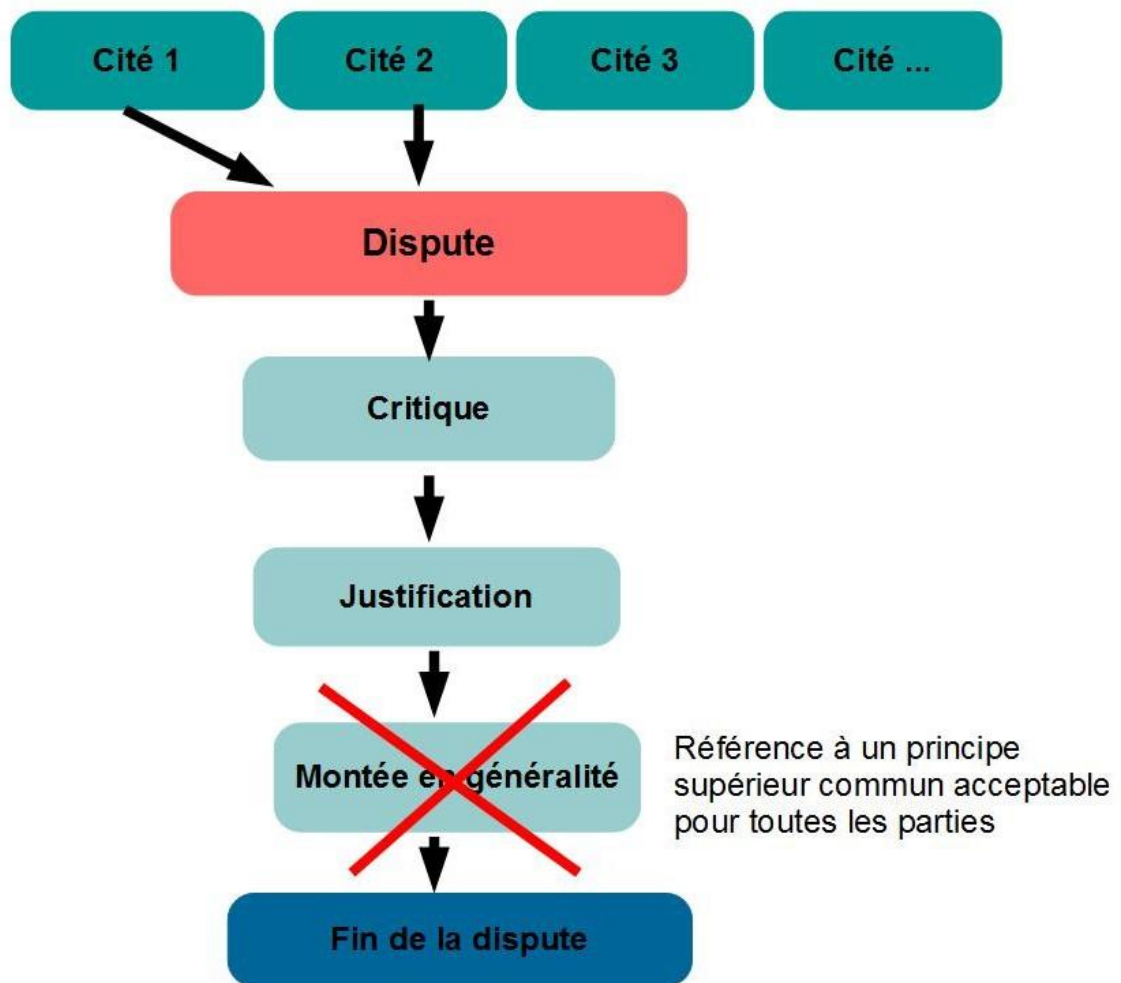 Cité 1
Cité 2
Cité 3
Cité ...
Dispute
Critique
Justification
Montée en généralité
Référence à un principe
supérieur commun acceptable
pour toutes les parties
Fin de la dispute